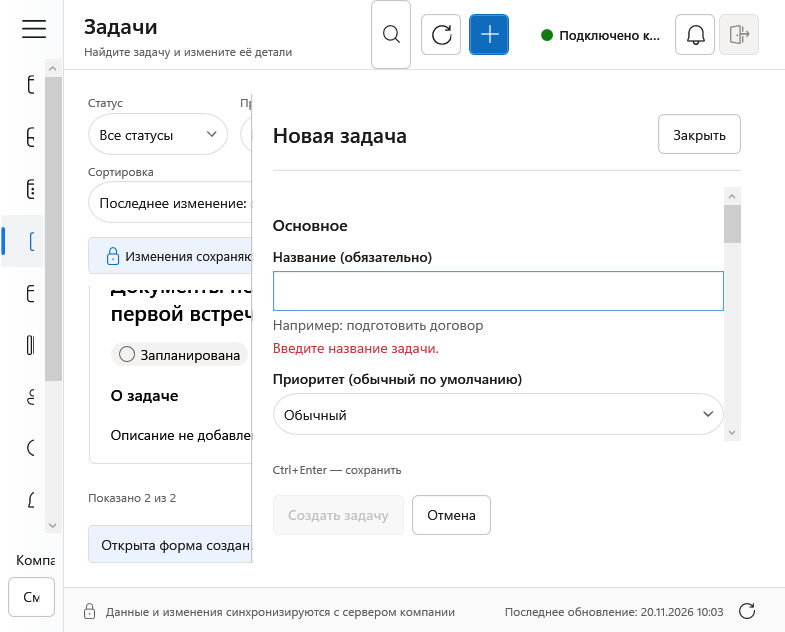 Задачи
Найдите задачу и измените её детали
Подключено к...
Статус
Все статусы
Сортировка
Последнее изменение:
Изменения сохраняю
первой встреч
Запланирована
О задаче
Описание не добавле
Показано 2 из 2
Открыта форма создан
Новая задача
Закрыть
Основное
Название (обязательно)
Например: подготовить договор
Введите название задачи.
Приоритет (обычный по умолчанию)
Обычный
Ctrl+Enter — сохранить
Создать задачу
Отмена
Компа
См
Данные и изменения синхронизируются с сервером компании
Последнее обновление: 20.11.2026 10:03